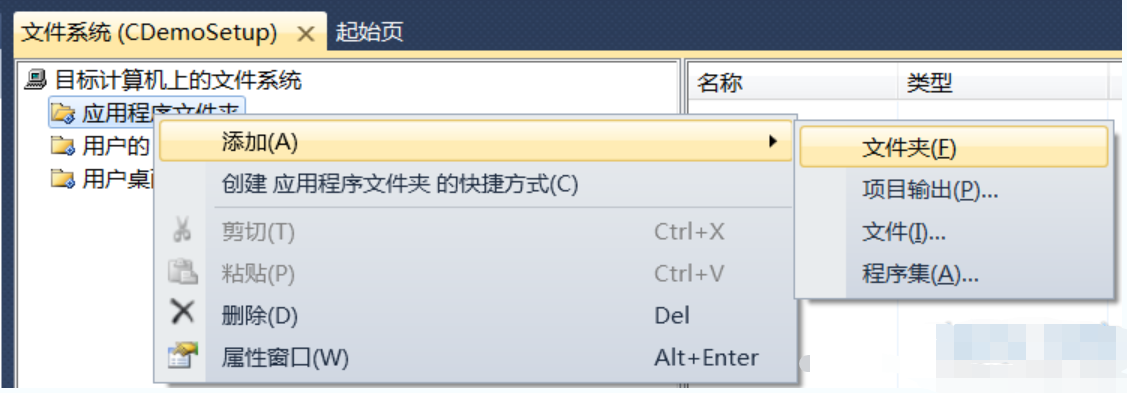 文件系统 (CDemoSetup) 起始页
目标计算机上的文件系统
名称 类型
应用程序文件夹
用户的
用户桌
添加(A)
创建 应用程序文件夹 的快捷方式(C)
剪切(T) Ctrl+X
粘贴(P) Ctrl+V
删除(D) Del
属性窗口(W) Alt+Enter
文件夹(F)
项目输出(P)...
文件(I)...
程序集(A)...